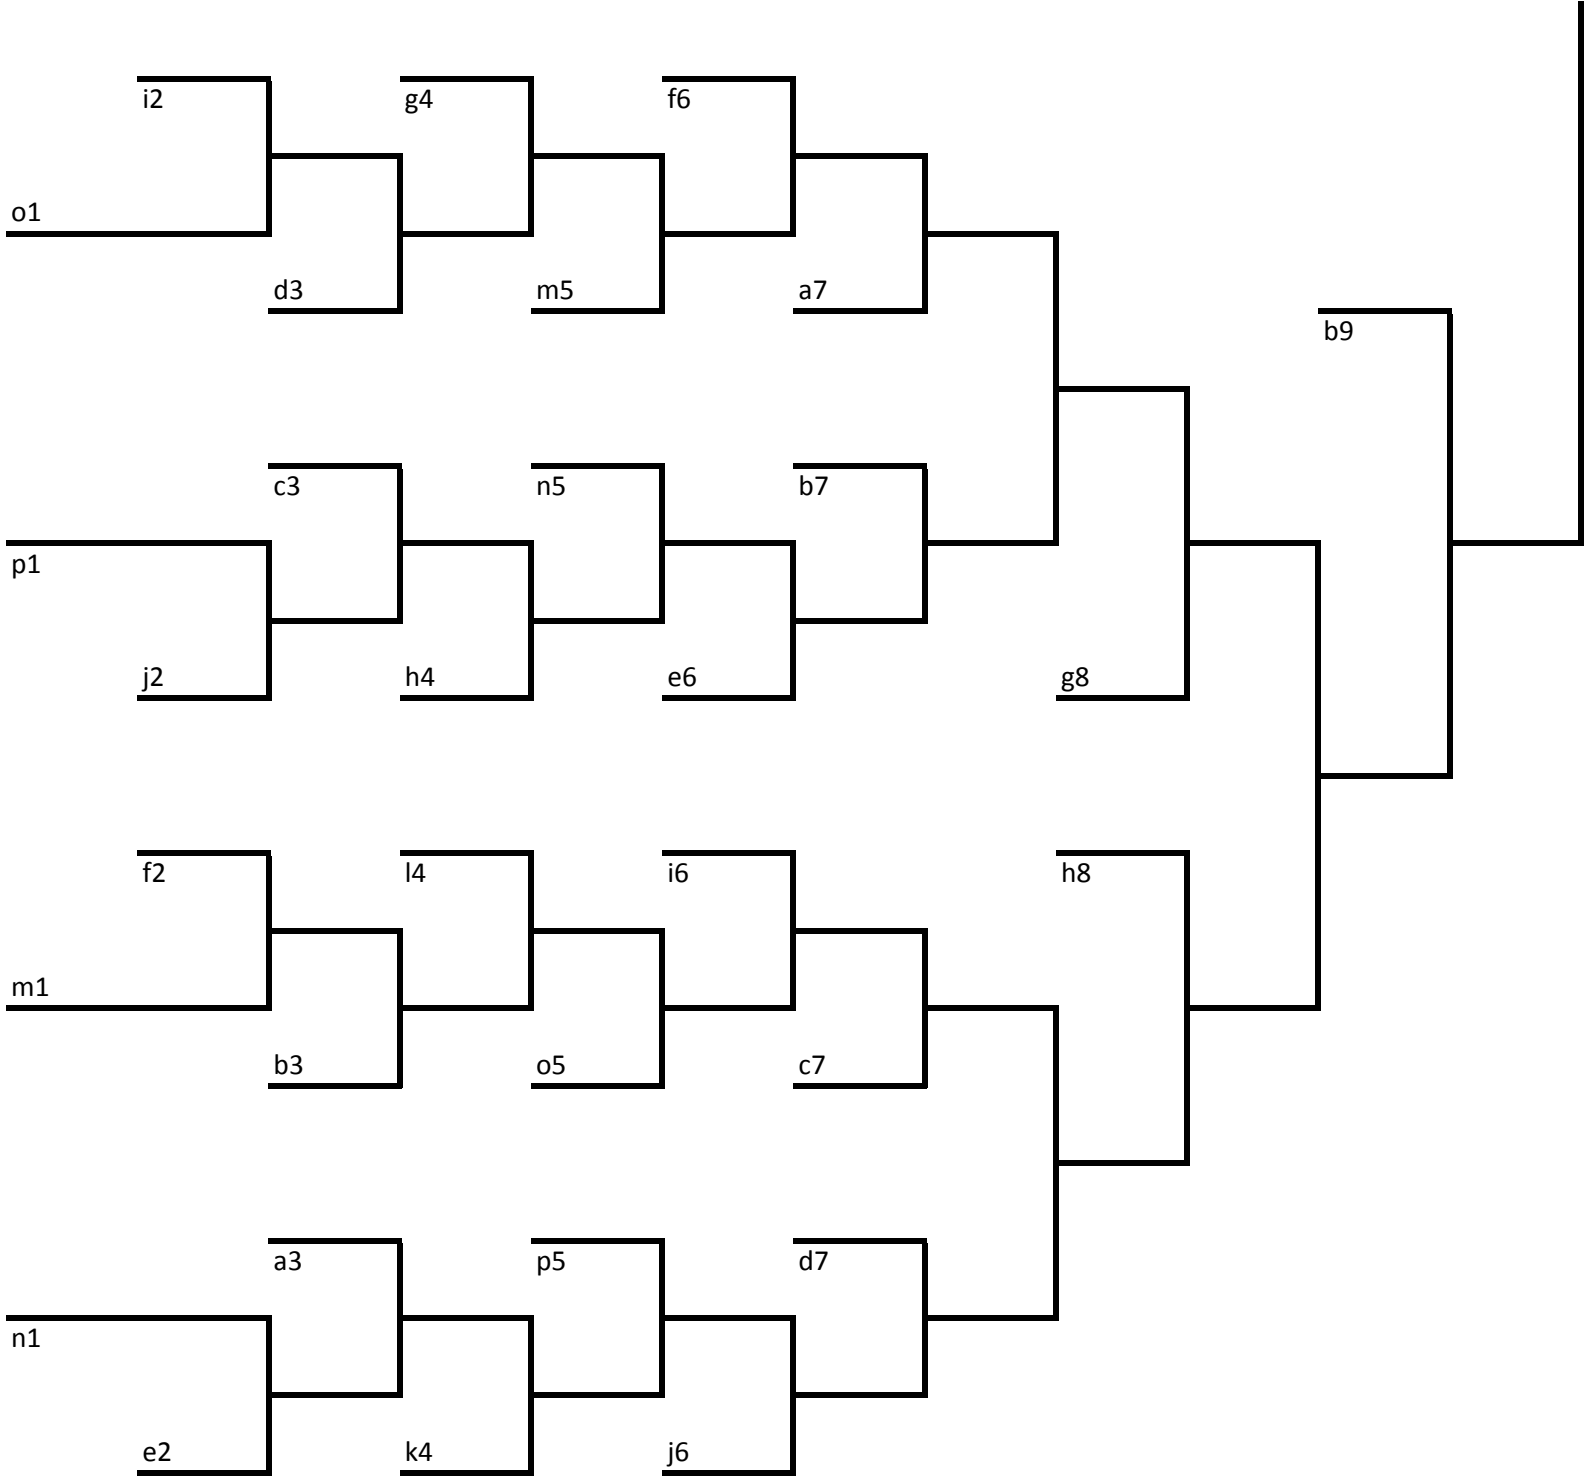 i2 g4 f6
o1
d3 m5 a7
b9
c3 n5 b7
p1
j2 h4 e6 g8
f2 l4 i6 h8
m1
b3 o5 c7
a3 p5 d7
n1
e2 k4 j6